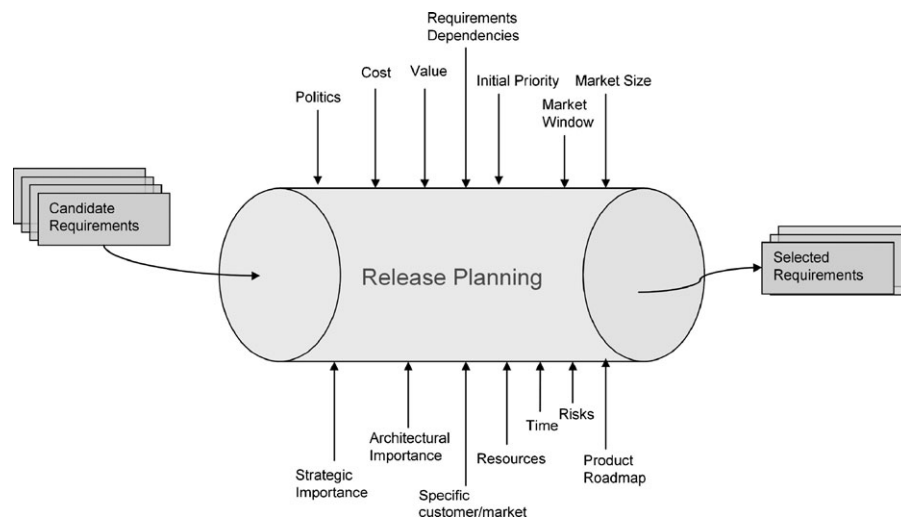 Requirements
Dependencies
Cost
Value
Initial Priority
Market Size
Politics
Market
Window
Candidate
Requirements
Release Planning
Selected
Requirements
Strategic
Importance
Architectural
Importance
Specific
customer/market
Resources
Time
Risks
Product
Roadmap